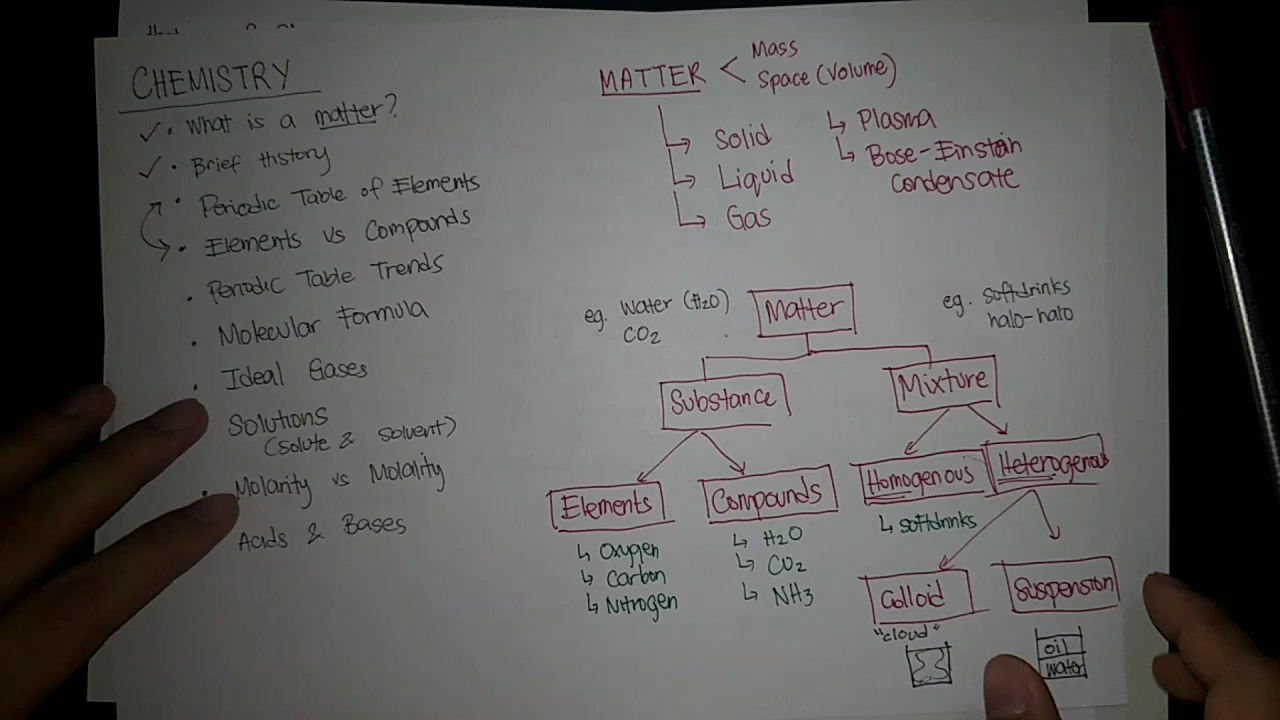 CHEMISTRY
• What is a matter?
• Brief History
• Periodic Table of Elements
• Elements vs Compounds
• Periodic Table Trends
• Molecular Formula
• Ideal Gases
Solutions
(Solute & Solvent)
• Molarity vs Molality
Acids & Bases
MATTER < Mass
Space (Volume)
↳ Solid
↳ Liquid
↳ Gas
↳ Plasma
↳ Bose-Einstein
Condensate
eg. Water (H2O)
CO2
Matter
eg. softdrinks
halo-halo
Substance
Mixture
Elements
Compounds
Homogenous
Heterogenous
↳ Oxygen
↳ Carbon
↳ Nitrogen
↳ H2O
↳ CO2
↳ NH3
↳ softdrinks
Colloid
Suspension
"cloud"
oil
water